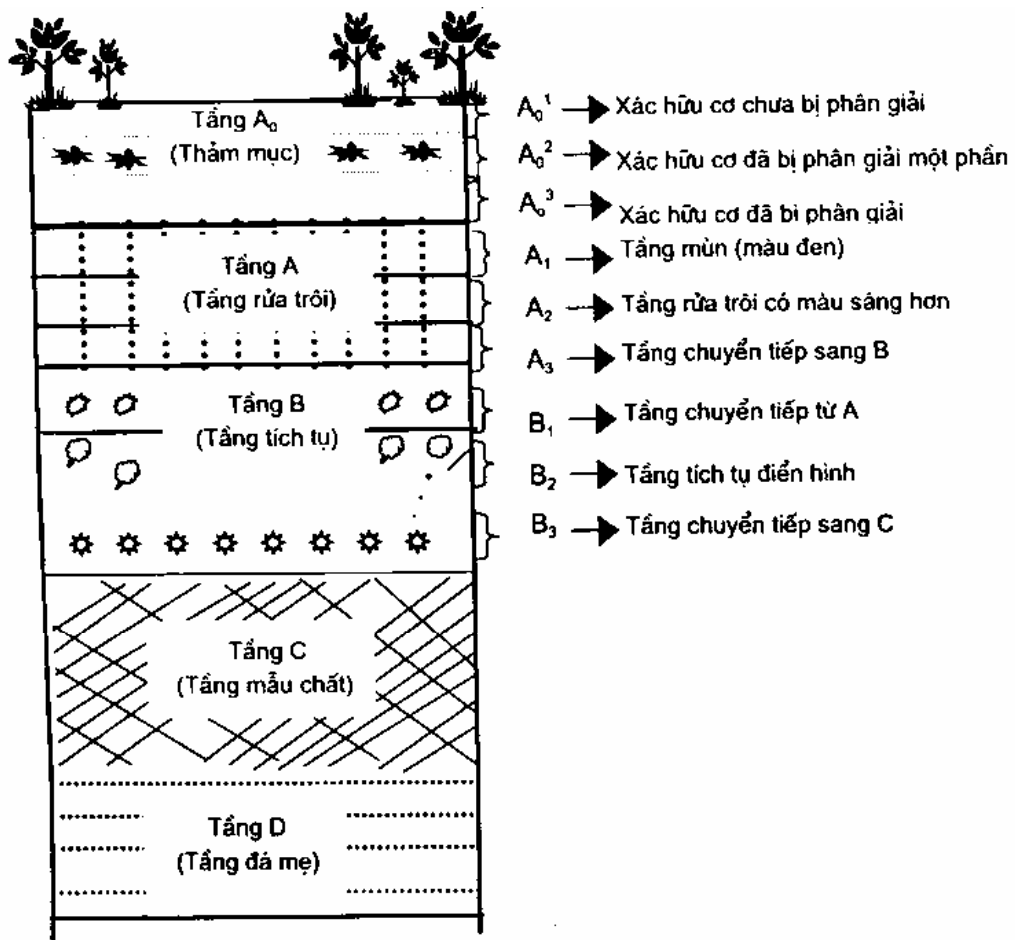 Tầng A₀
(Thảm mục)
A₀¹ Xác hữu cơ chưa bị phân giải
A₀² Xác hữu cơ đã bị phân giải một phần
A₀³ Xác hữu cơ đã bị phân giải
Tầng A
(Tầng rửa trôi)
A₁ Tầng mùn (màu đen)
A₂ Tầng rửa trôi có màu sáng hơn
A₃ Tầng chuyển tiếp sang B
Tầng B
(Tầng tích tụ)
B₁ Tầng chuyển tiếp từ A
B₂ Tầng tích tụ điển hình
B₃ Tầng chuyển tiếp sang C
Tầng C
(Tầng mẫu chất)
Tầng D
(Tầng đá mẹ)